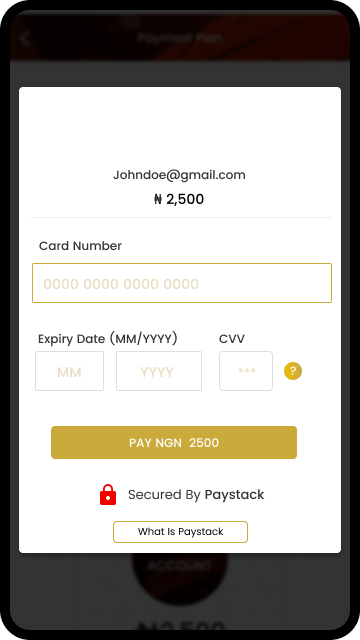 Payment Plan
Johndoe@gmail.com
₦ 2,500
Card Number
0000 0000 0000 0000
Expiry Date (MM/YYYY) CVV
MM YYYY *** ?
PAY NGN 2500
Secured By Paystack
What Is Paystack
ACCOUNT
₦2,500